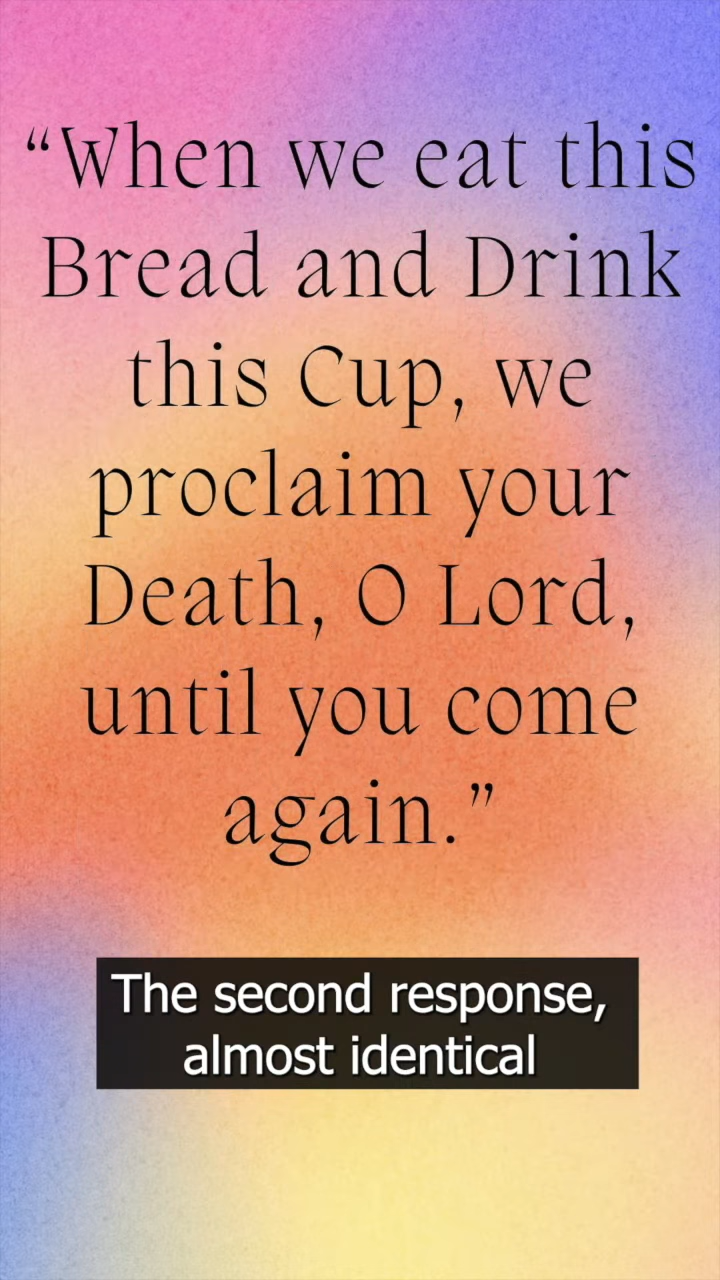 “When we eat this
Bread and Drink
this Cup, we
proclaim your
Death, O Lord,
until you come
again.”
The second response,
almost identical